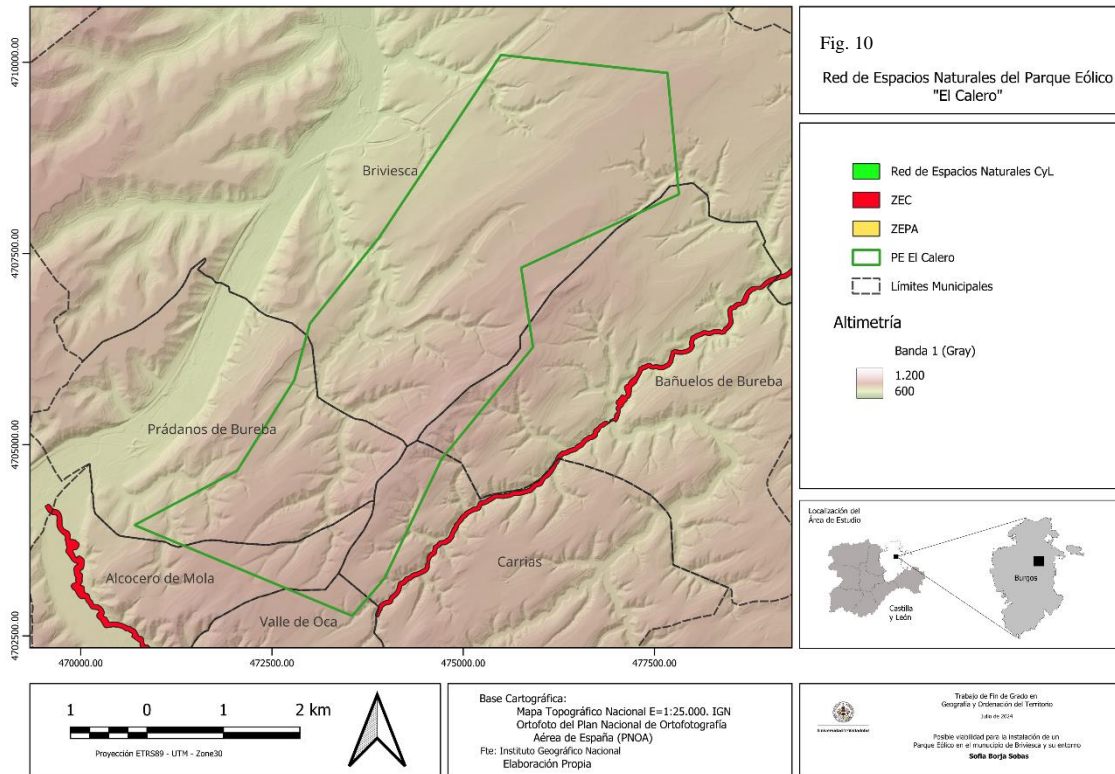 Fig. 10
Red de Espacios Naturales del Parque Eólico
"El Calero"
Red de Espacios Naturales CyL
ZEC
ZEPA
PE El Calero
Límites Municipales
Altimetría
Banda 1 (Gray)
1.200
600
Localización del
Área de Estudio
Burgos
Castilla
y
León
4710000.00
4707500.00
4705000.00
4702500.00
470000.00
472500.00
475000.00
477500.00
Briviesca
Prádanos de Bureba
Bañuelos de Bureba
Alcocero de Mola
Carrias
Valle de Oca
1 0 1 2 km
Proyección ETRS89 - UTM - Zone30
Base Cartográfica:
Mapa Topográfico Nacional E=1:25.000. IGN
Ortofoto del Plan Nacional de Ortofotografía
Aérea de España (PNOA)
Fte: Instituto Geográfico Nacional
Elaboración Propia
Universidad de Valladolid
Trabajo de Fin de Grado en
Geografía y Ordenación del Territorio
Julio de 2024
Posible viabilidad para la instalación de un
Parque Eólico en el municipio de Briviesca y su entorno
Sofía Borja Sobas